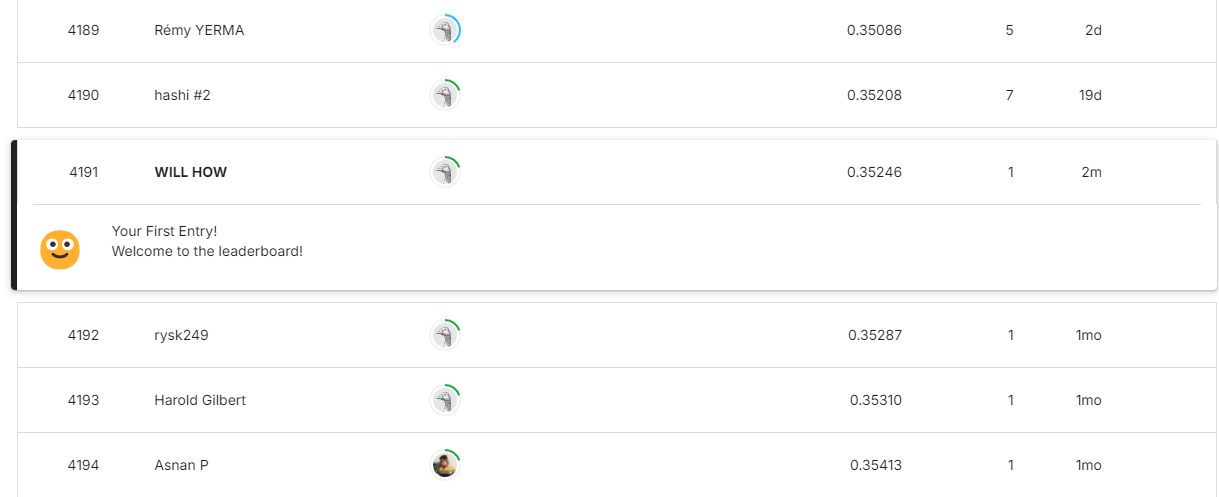 4189 Rémy YERMA 0.35086 5 2d
4190 hashi #2 0.35208 7 19d
4191 WILL HOW 0.35246 1 2m
Your First Entry!
Welcome to the leaderboard!
4192 rysk249 0.35287 1 1mo
4193 Harold Gilbert 0.35310 1 1mo
4194 Asnan P 0.35413 1 1mo